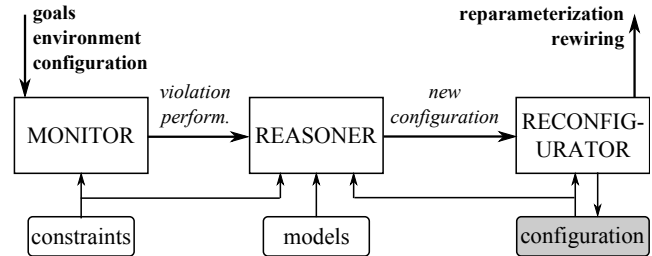 goals
environment
configuration
reparameterization
rewiring
violation
perform.
new
configuration
MONITOR
REASONER
RECONFIG-
URATOR
constraints
models
configuration